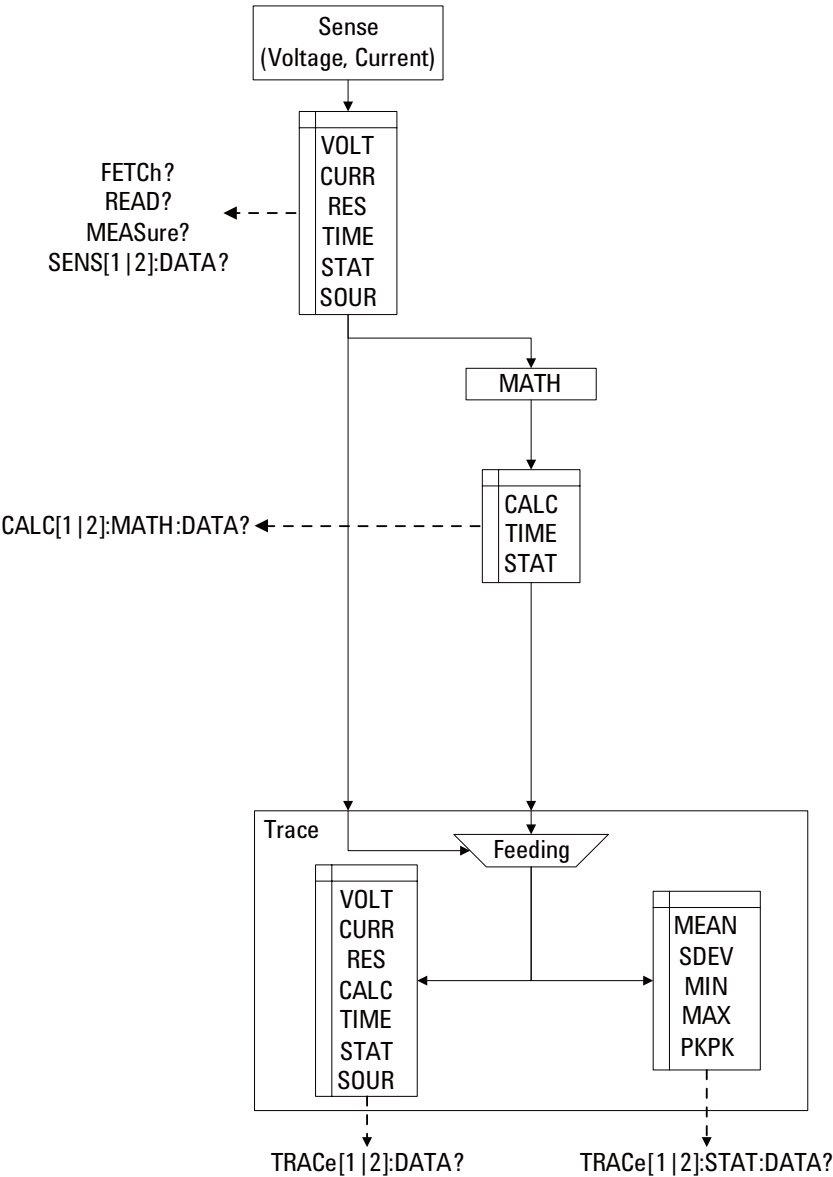 Sense
(Voltage, Current)
VOLT
CURR
RES
TIME
STAT
SOUR
FETCh?
READ?
MEASure?
SENS[1|2]:DATA?
MATH
CALC
TIME
STAT
CALC[1|2]:MATH:DATA?
Trace
Feeding
VOLT
CURR
RES
CALC
TIME
STAT
SOUR
MEAN
SDEV
MIN
MAX
PKPK
TRACe[1|2]:DATA?
TRACe[1|2]:STAT:DATA?